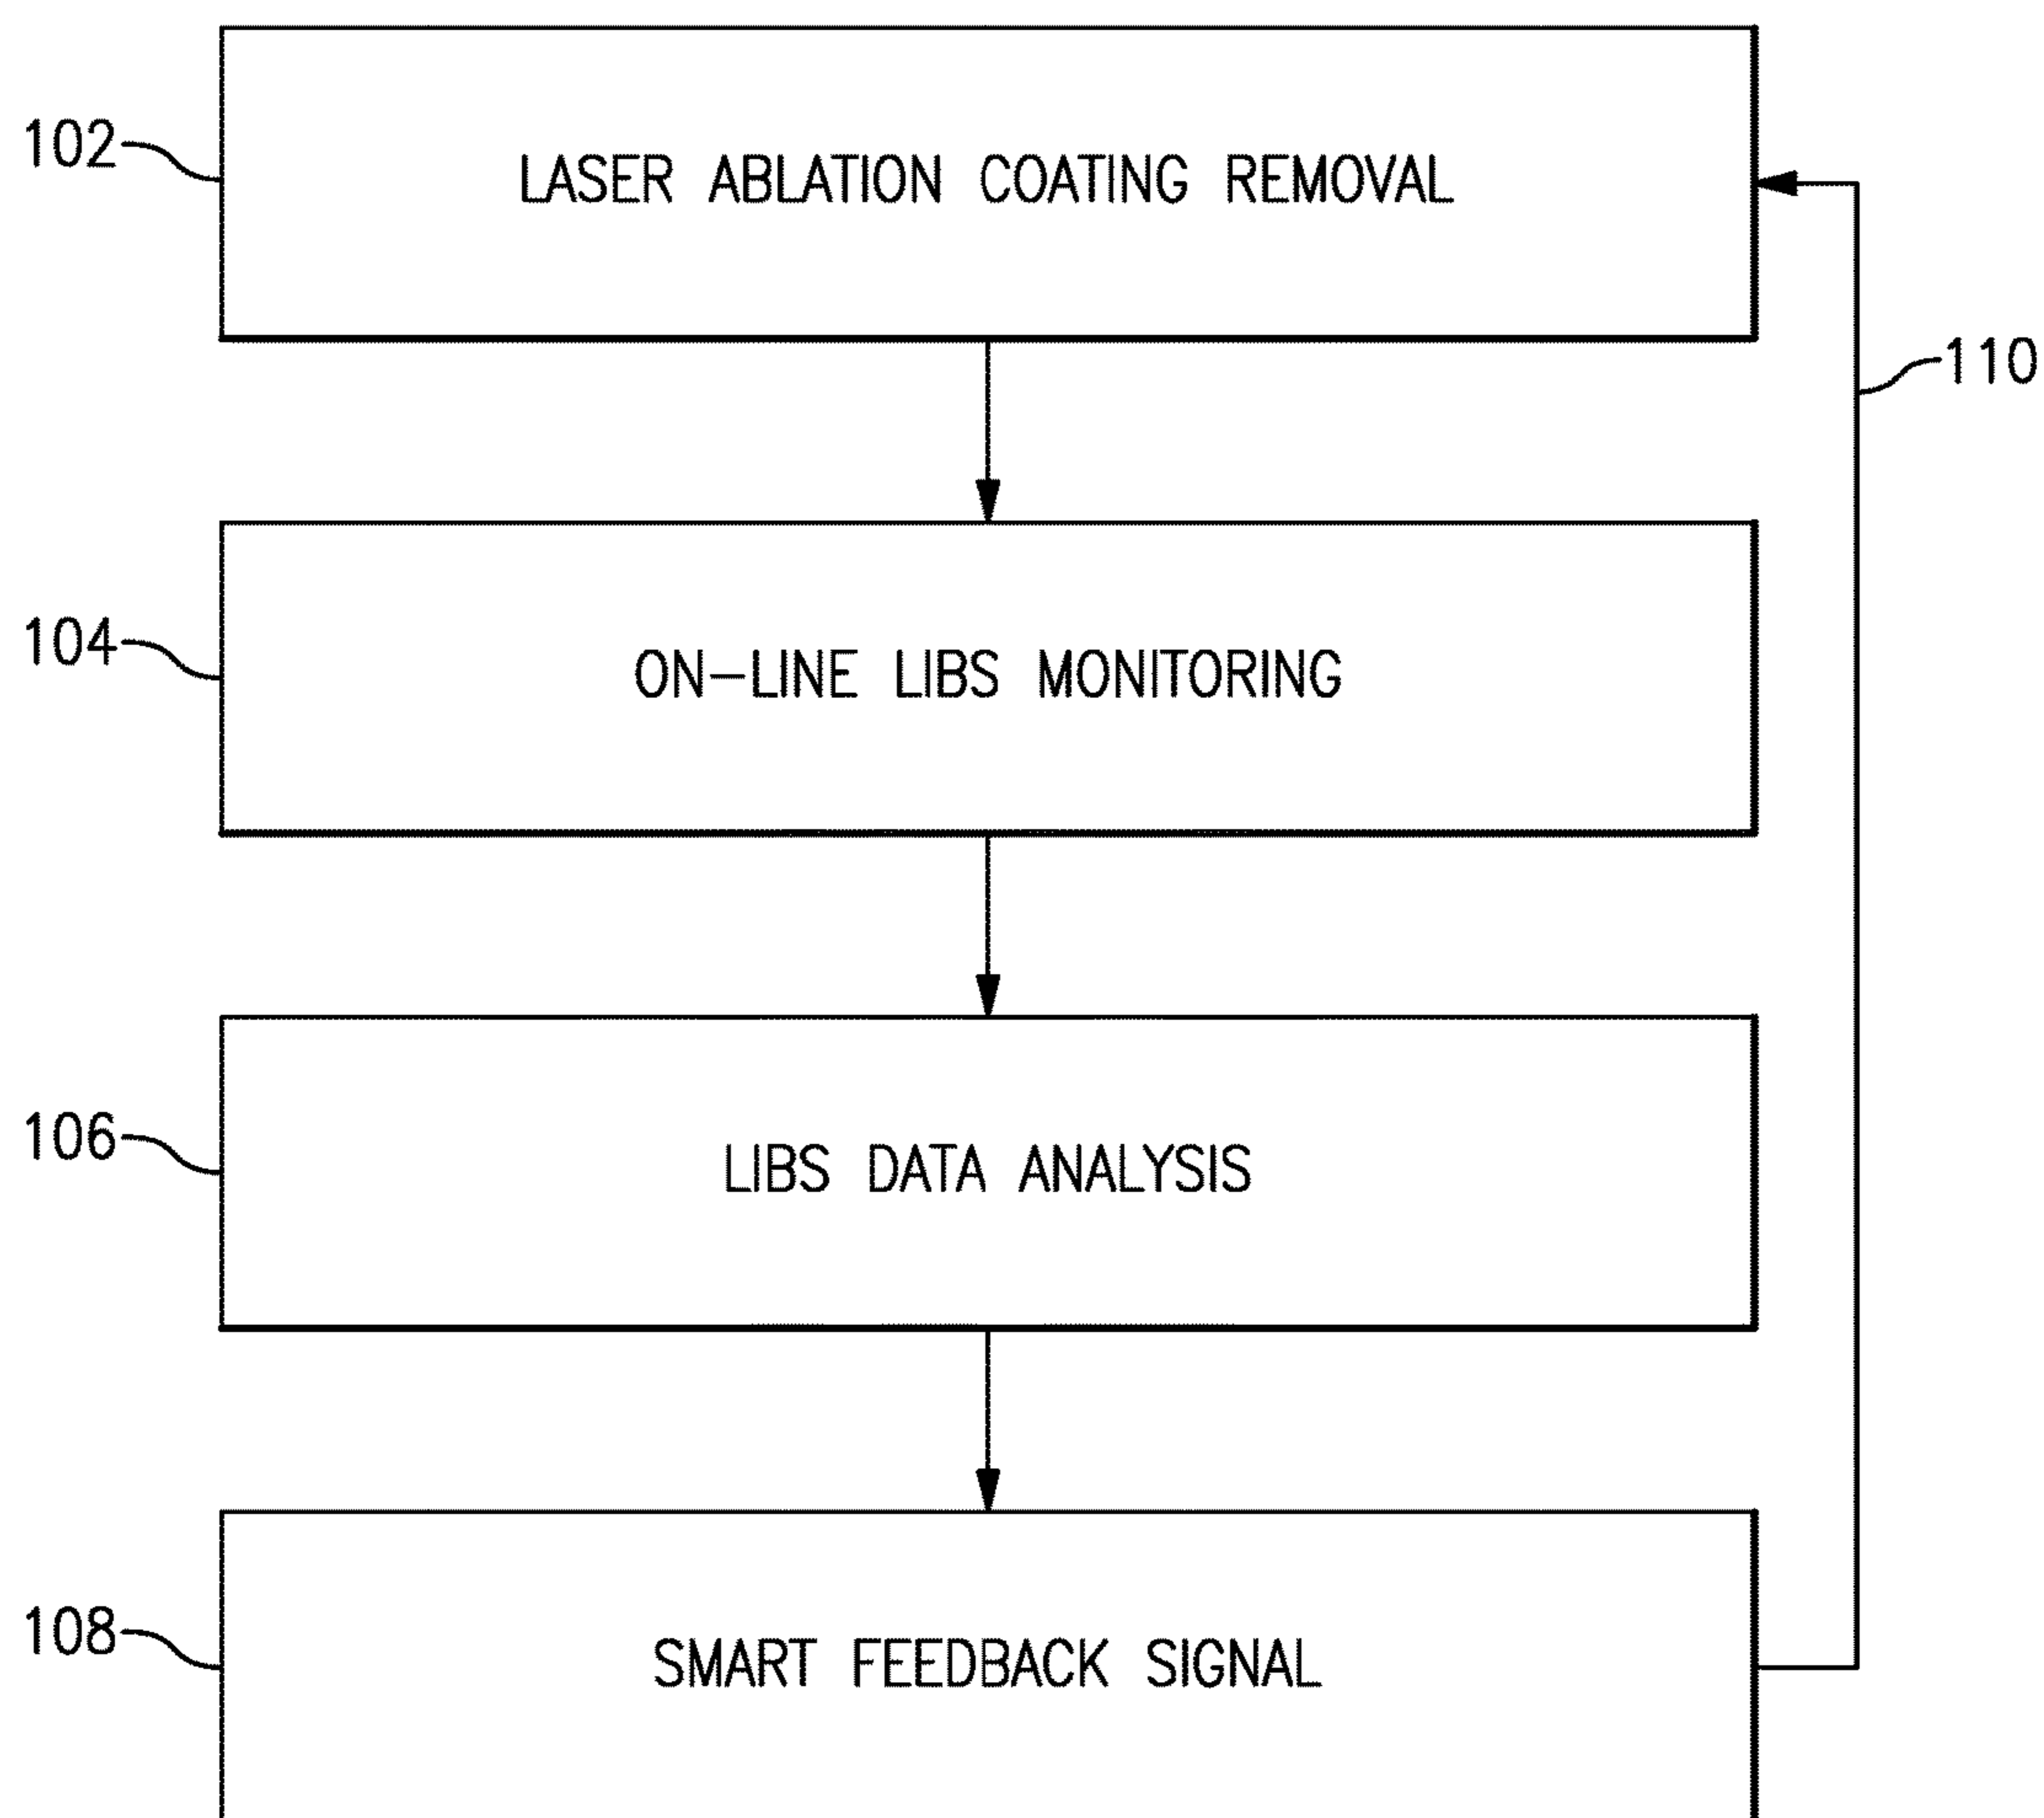 102
LASER ABLATION COATING REMOVAL
110
104
ON-LINE LIBS MONITORING
106
LIBS DATA ANALYSIS
108
SMART FEEDBACK SIGNAL